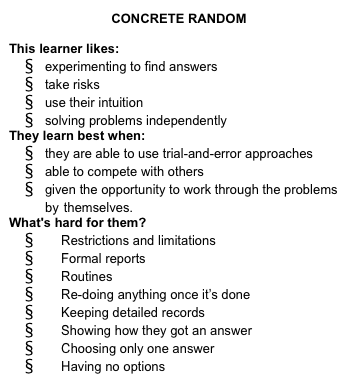 CONCRETE RANDOM
This learner likes:
§ experimenting to find answers
§ take risks
§ use their intuition
§ solving problems independently
They learn best when:
§ they are able to use trial-and-error approaches
§ able to compete with others
§ given the opportunity to work through the problems
by themselves.
What's hard for them?
§ Restrictions and limitations
§ Formal reports
§ Routines
§ Re-doing anything once it’s done
§ Keeping detailed records
§ Showing how they got an answer
§ Choosing only one answer
§ Having no options